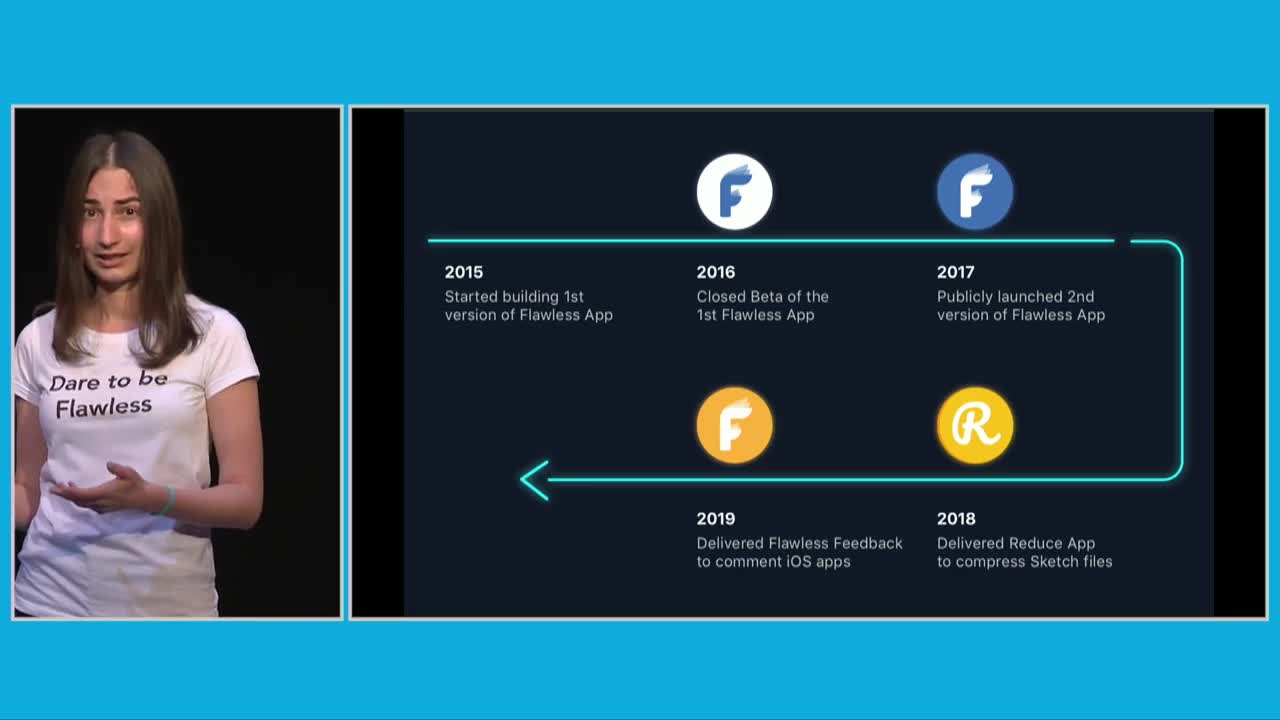 Dare to be
Flawless
F
F
2015
Started building 1st
version of Flawless App
2016
Closed Beta of the
1st Flawless App
2017
Publicly launched 2nd
version of Flawless App
F
R
2019
Delivered Flawless Feedback
to comment iOS apps
2018
Delivered Reduce App
to compress Sketch files